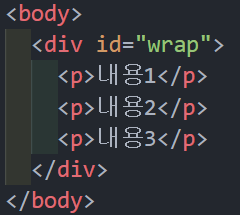 <body>
<div id="wrap">
<p>내용1</p>
<p>내용2</p>
<p>내용3</p>
</div>
</body>